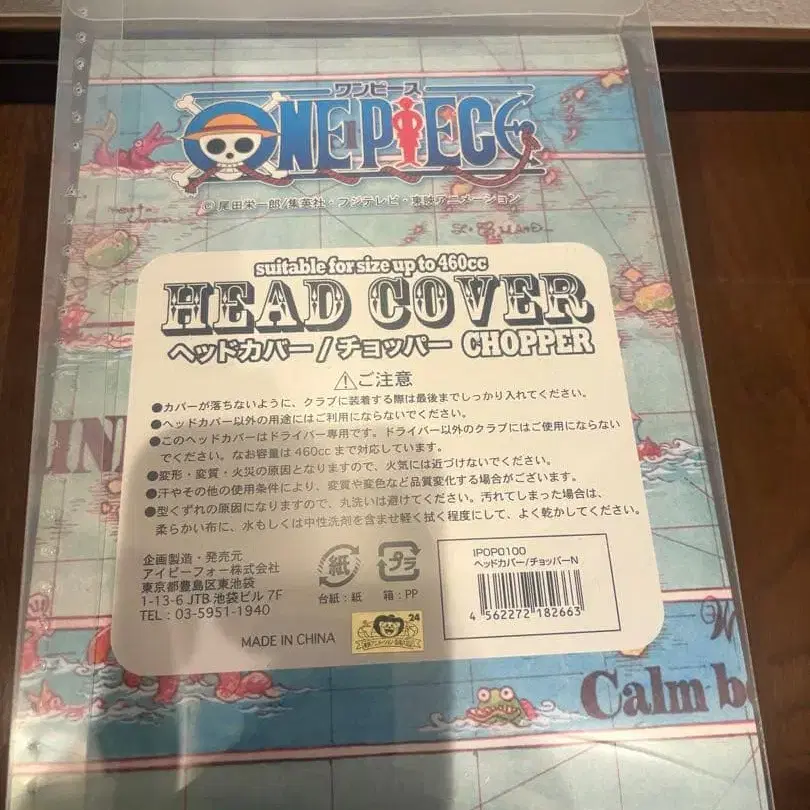 ワンピース
ONE PIECE
©尾田栄一郎/集英社・フジテレビ・東映アニメーション
suitable for size up to 460cc
HEAD COVER
ヘッドカバー/チョッパー CHOPPER
⚠ご注意
●カバーが落ちないように、クラブに装着する際は最後までしっかり入れてください。
●ヘッドカバー以外の用途にはご利用にならないでください。
●このヘッドカバーはドライバー専用です。ドライバー以外のクラブにはご使用にならない
でください。なお容量は460ccまで対応しています。
●変形・変質・火災の原因となりますので、火気には近づけないでください。
●汗やその他の使用条件により、変質や変色など品質変化する場合がございます。
●型くずれの原因になりますので、丸洗いは避けてください。汚れてしまった場合は、
柔らかい布に、水もしくは中性洗剤を含ませ軽く拭く程度にして、よく乾かしてください。
企画製造・発売元
アイピーフォー株式会社
東京都豊島区東池袋
1-13-6 JTB 池袋ビル 7F
TEL : 03-5951-1940
紙
台紙：紙
プラ
箱：PP
MADE IN CHINA
24
IPOP0100
ヘッドカバー/チョッパーN
4 562272 182663
Calm b